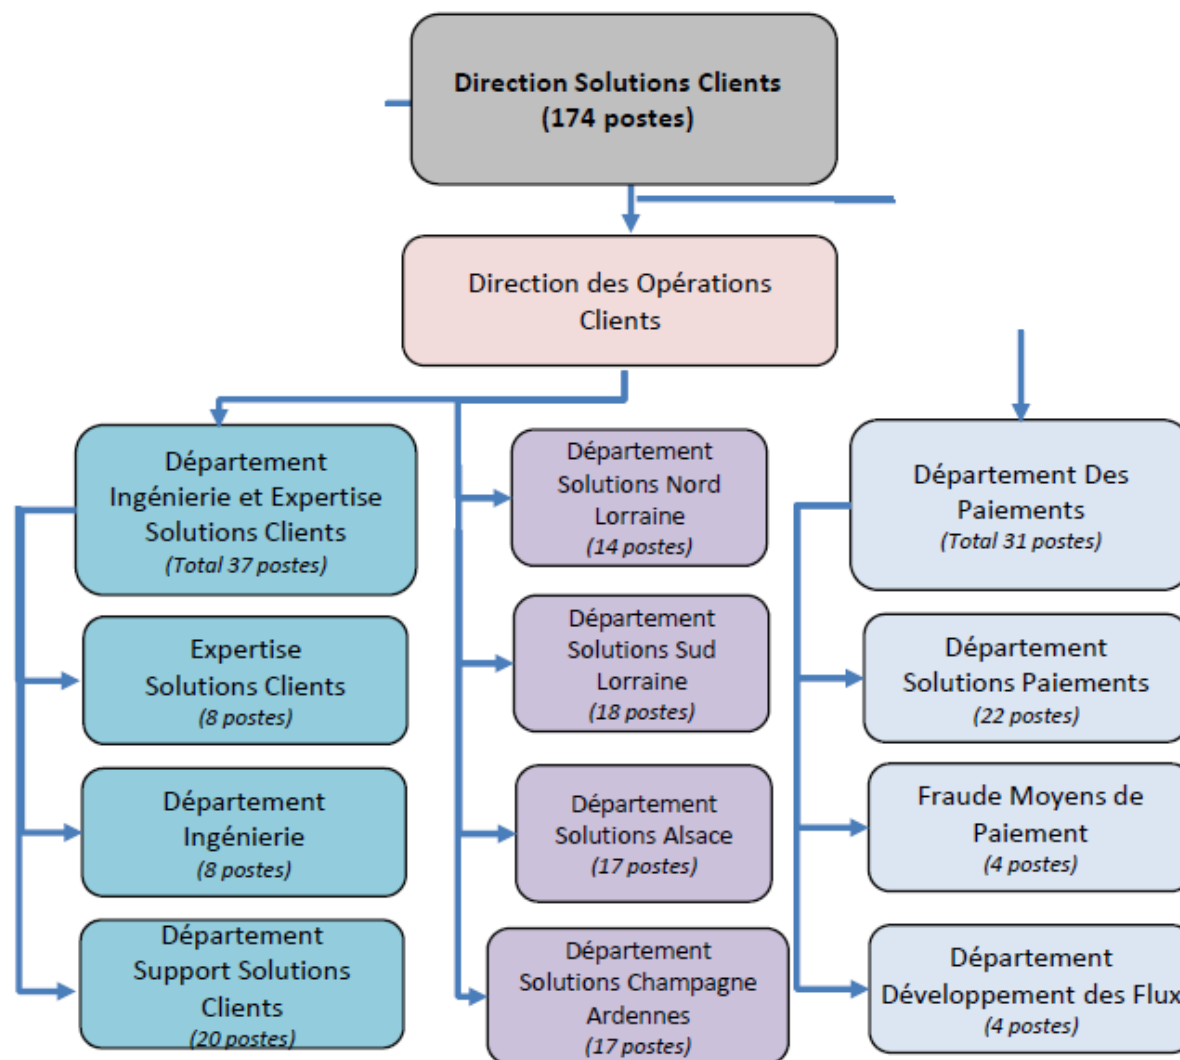 Direction Solutions Clients
(174 postes)
Direction des Opérations
Clients
Département
Ingénierie et Expertise
Solutions Clients
(Total 37 postes)
Expertise
Solutions Clients
(8 postes)
Département
Ingénierie
(8 postes)
Département
Support Solutions
Clients
(20 postes)
Département
Solutions Nord
Lorraine
(14 postes)
Département
Solutions Sud
Lorraine
(18 postes)
Département
Solutions Alsace
(17 postes)
Département
Solutions Champagne
Ardennes
(17 postes)
Département Des
Paiements
(Total 31 postes)
Département
Solutions Paiements
(22 postes)
Fraude Moyens de
Paiement
(4 postes)
Département
Développement des Flux
(4 postes)